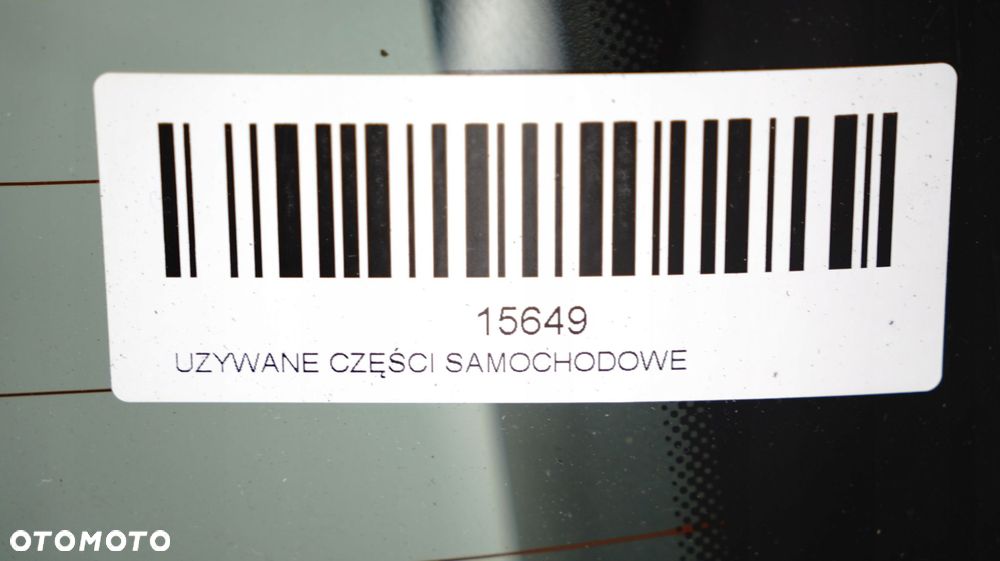 15649
UZYWANE CZĘŚCI SAMOCHODOWE
OTOMOTO